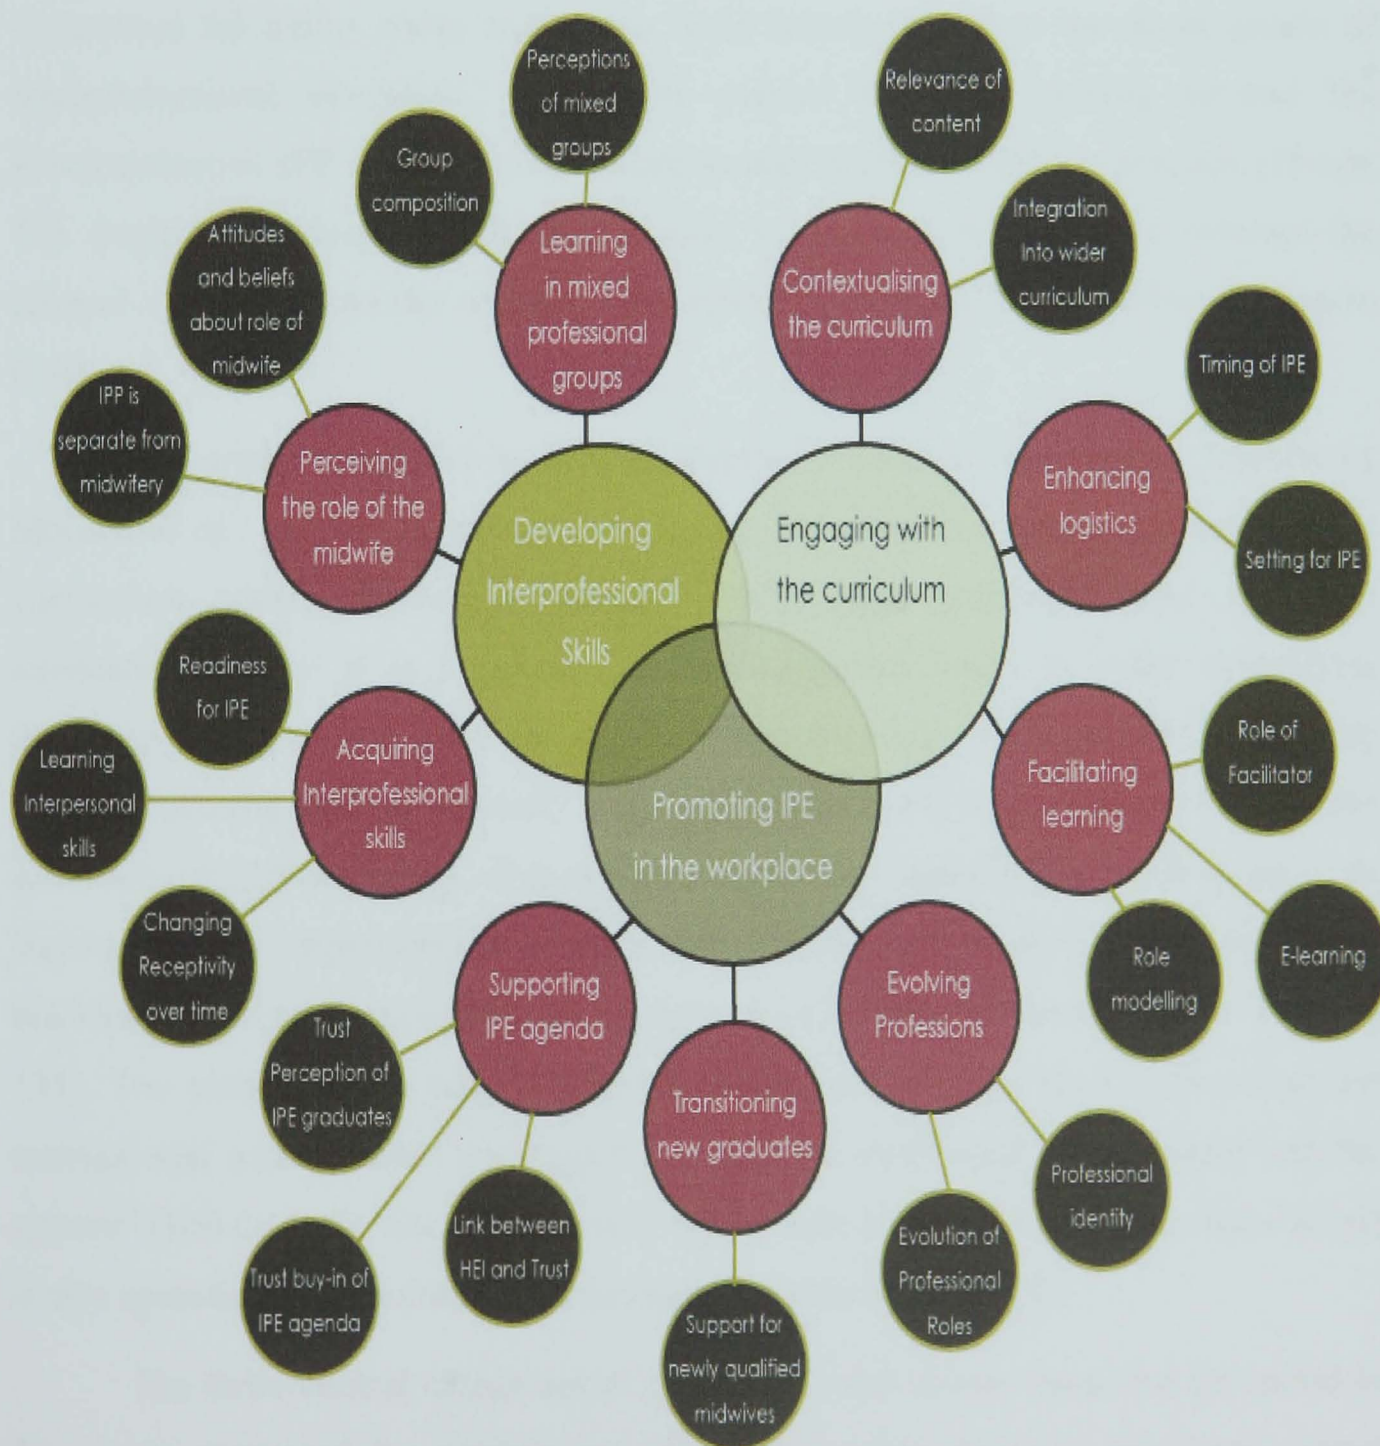 Perceptions
of mixed
groups
Relevance of
content
Group
composition
Integration
Into wider
curriculum
Attitudes
and beliefs
about role of
midwife
Learning
in mixed
professional
groups
Contextualising
the curriculum
Timing of IPE
IPP is
separate from
midwifery
Perceiving
the role of the
midwife
Enhancing
logistics
Setting for IPE
Developing
Interprofessional
Skills
Engaging with
the curriculum
Readiness
for IPE
Learning
Interpersonal
skills
Acquiring
Interprofessional
skills
Facilitating
learning
Role of
Facilitator
Promoting IPE
in the workplace
Changing
Receptivity
over time
Role
modelling
E-learning
Supporting
IPE agenda
Evolving
Professions
Trust
Perception of
IPE graduates
Transitioning
new graduates
Professional
identity
Trust buy-in of
IPE agenda
Link between
HEI and Trust
Evolution of
Professional
Roles
Support for
newly qualified
midwives